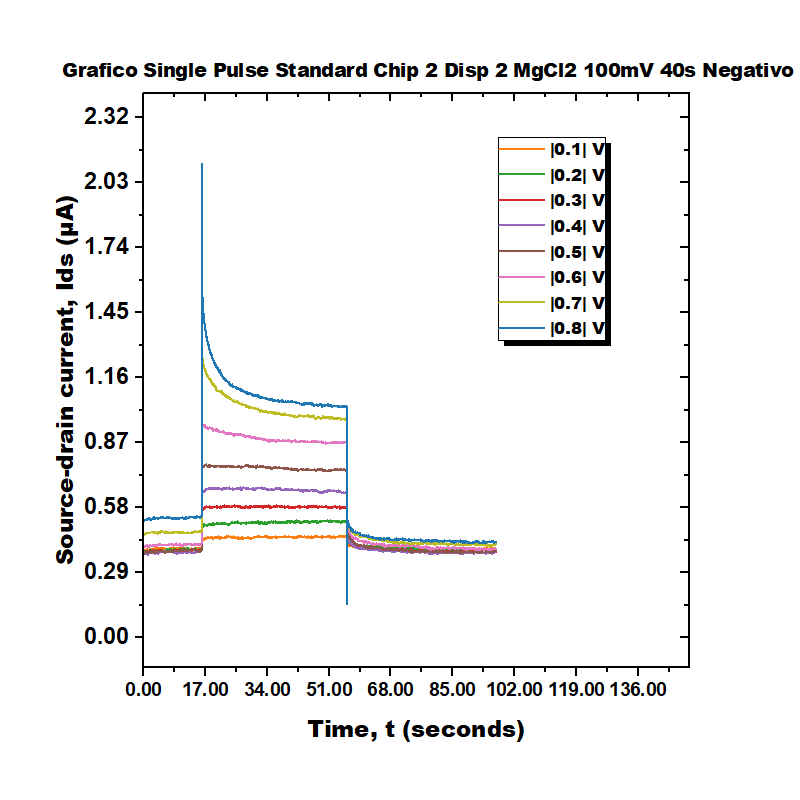 Grafico Single Pulse Standard Chip 2 Disp 2 MgCl2 100mV 40s Negativo
2.32
2.03
1.74
1.45
1.16
0.87
0.58
0.29
0.00
Source-drain current, Ids (µA)
|0.1| V
|0.2| V
|0.3| V
|0.4| V
|0.5| V
|0.6| V
|0.7| V
|0.8| V
0.00 17.00 34.00 51.00 68.00 85.00 102.00 119.00 136.00
Time, t (seconds)